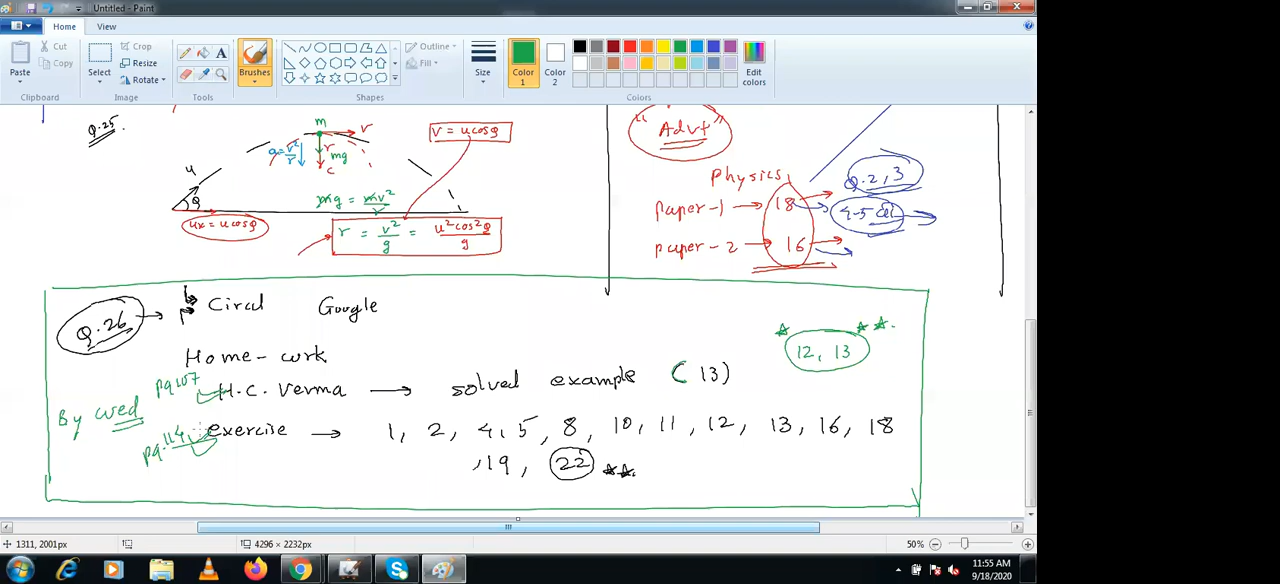 Untitled - Paint
Home View
Paste
Cut
Copy
Clipboard
Select
Crop
Resize
Rotate
Image
A
Tools
Brushes
Shapes
Outline
Fill
Size
Color 1
Color 2
Edit colors
Colors
Q.25
m
v
v = ucosθ
a = v²/r
r
mg
c
u
θ
mg = mv²/r
ux = ucosθ
r = v²/g = u²cos²θ/g
"Advt"
Physics
Q.2, 3
paper-1 → 18
4-5
paper-2 → 16
Q.26 →
Google
12, 13
Home-work
pg 107
H.C. Verma → solved example (13)
By wed
pg. 114
exercise → 1, 2, 4, 5, 8, 10, 11, 12, 13, 16, 18
, 19, 22
1311, 2001px
4296 × 2232px
50%
11:55 AM
9/18/2020